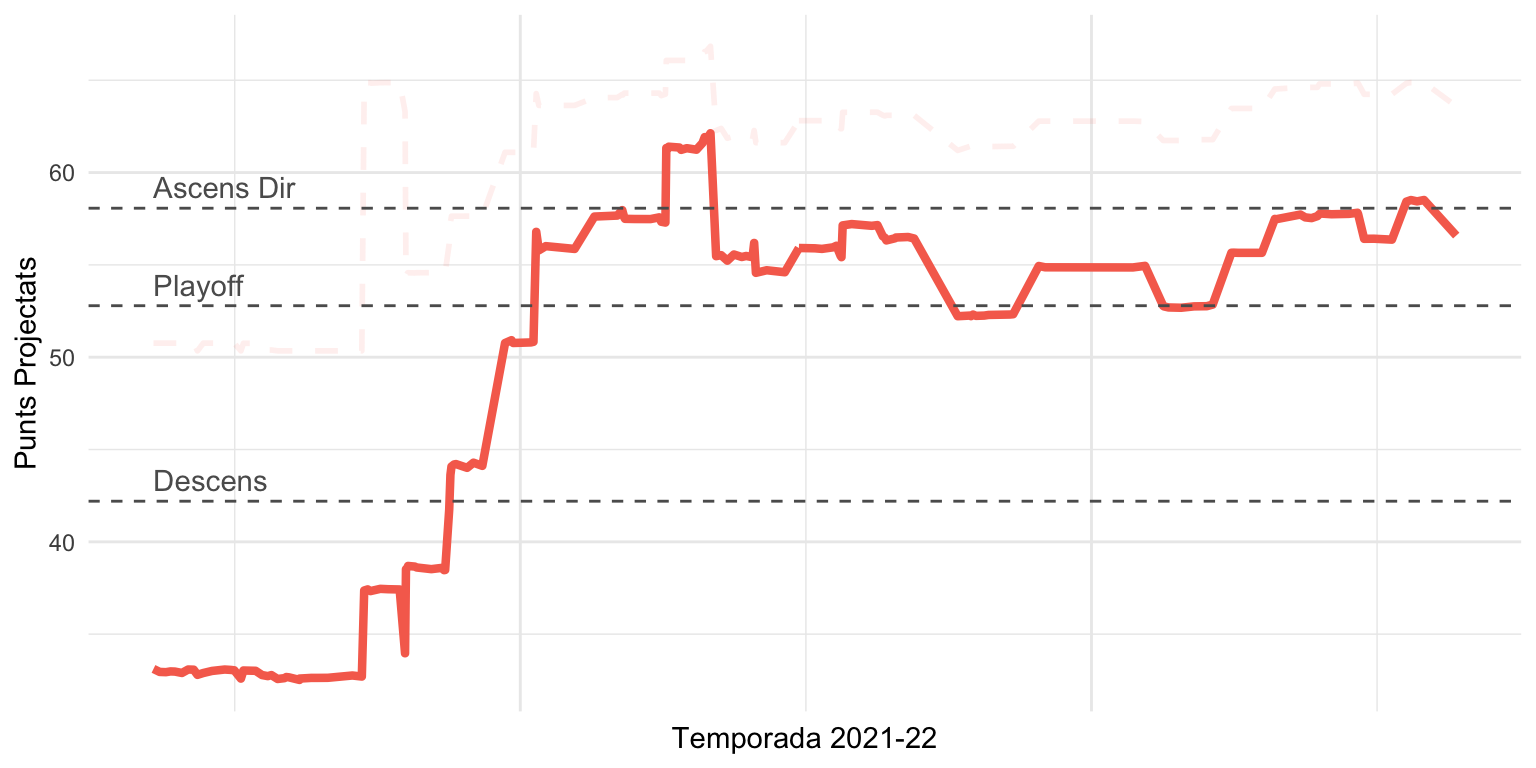 60
Ascens Dir
Playoff
50
Descens
40
Punts Projectats
Temporada 2021-22